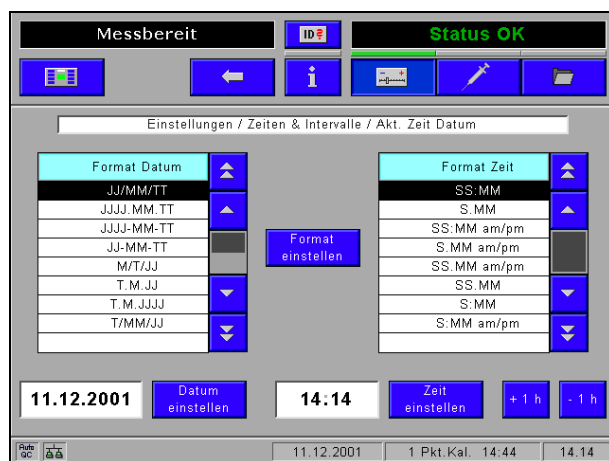 Messbereit
ID?
Status OK
i
Einstellungen / Zeiten & Intervalle / Akt. Zeit Datum
Format Datum
JJ/MM/TT
JJJJ.MM.TT
JJJJ-MM-TT
JJ-MM-TT
M/T/JJ
T.M.JJ
T.M.JJJJ
T/MM/JJ
Format
einstellen
Format Zeit
SS:MM
S.MM
SS:MM am/pm
S.MM am/pm
SS.MM am/pm
SS.MM
S:MM
S:MM am/pm
11.12.2001
Datum
einstellen
14:14
Zeit
einstellen
+ 1 h
- 1 h
Auto
QC
11.12.2001
1 Pkt.Kal. 14:44
14.14